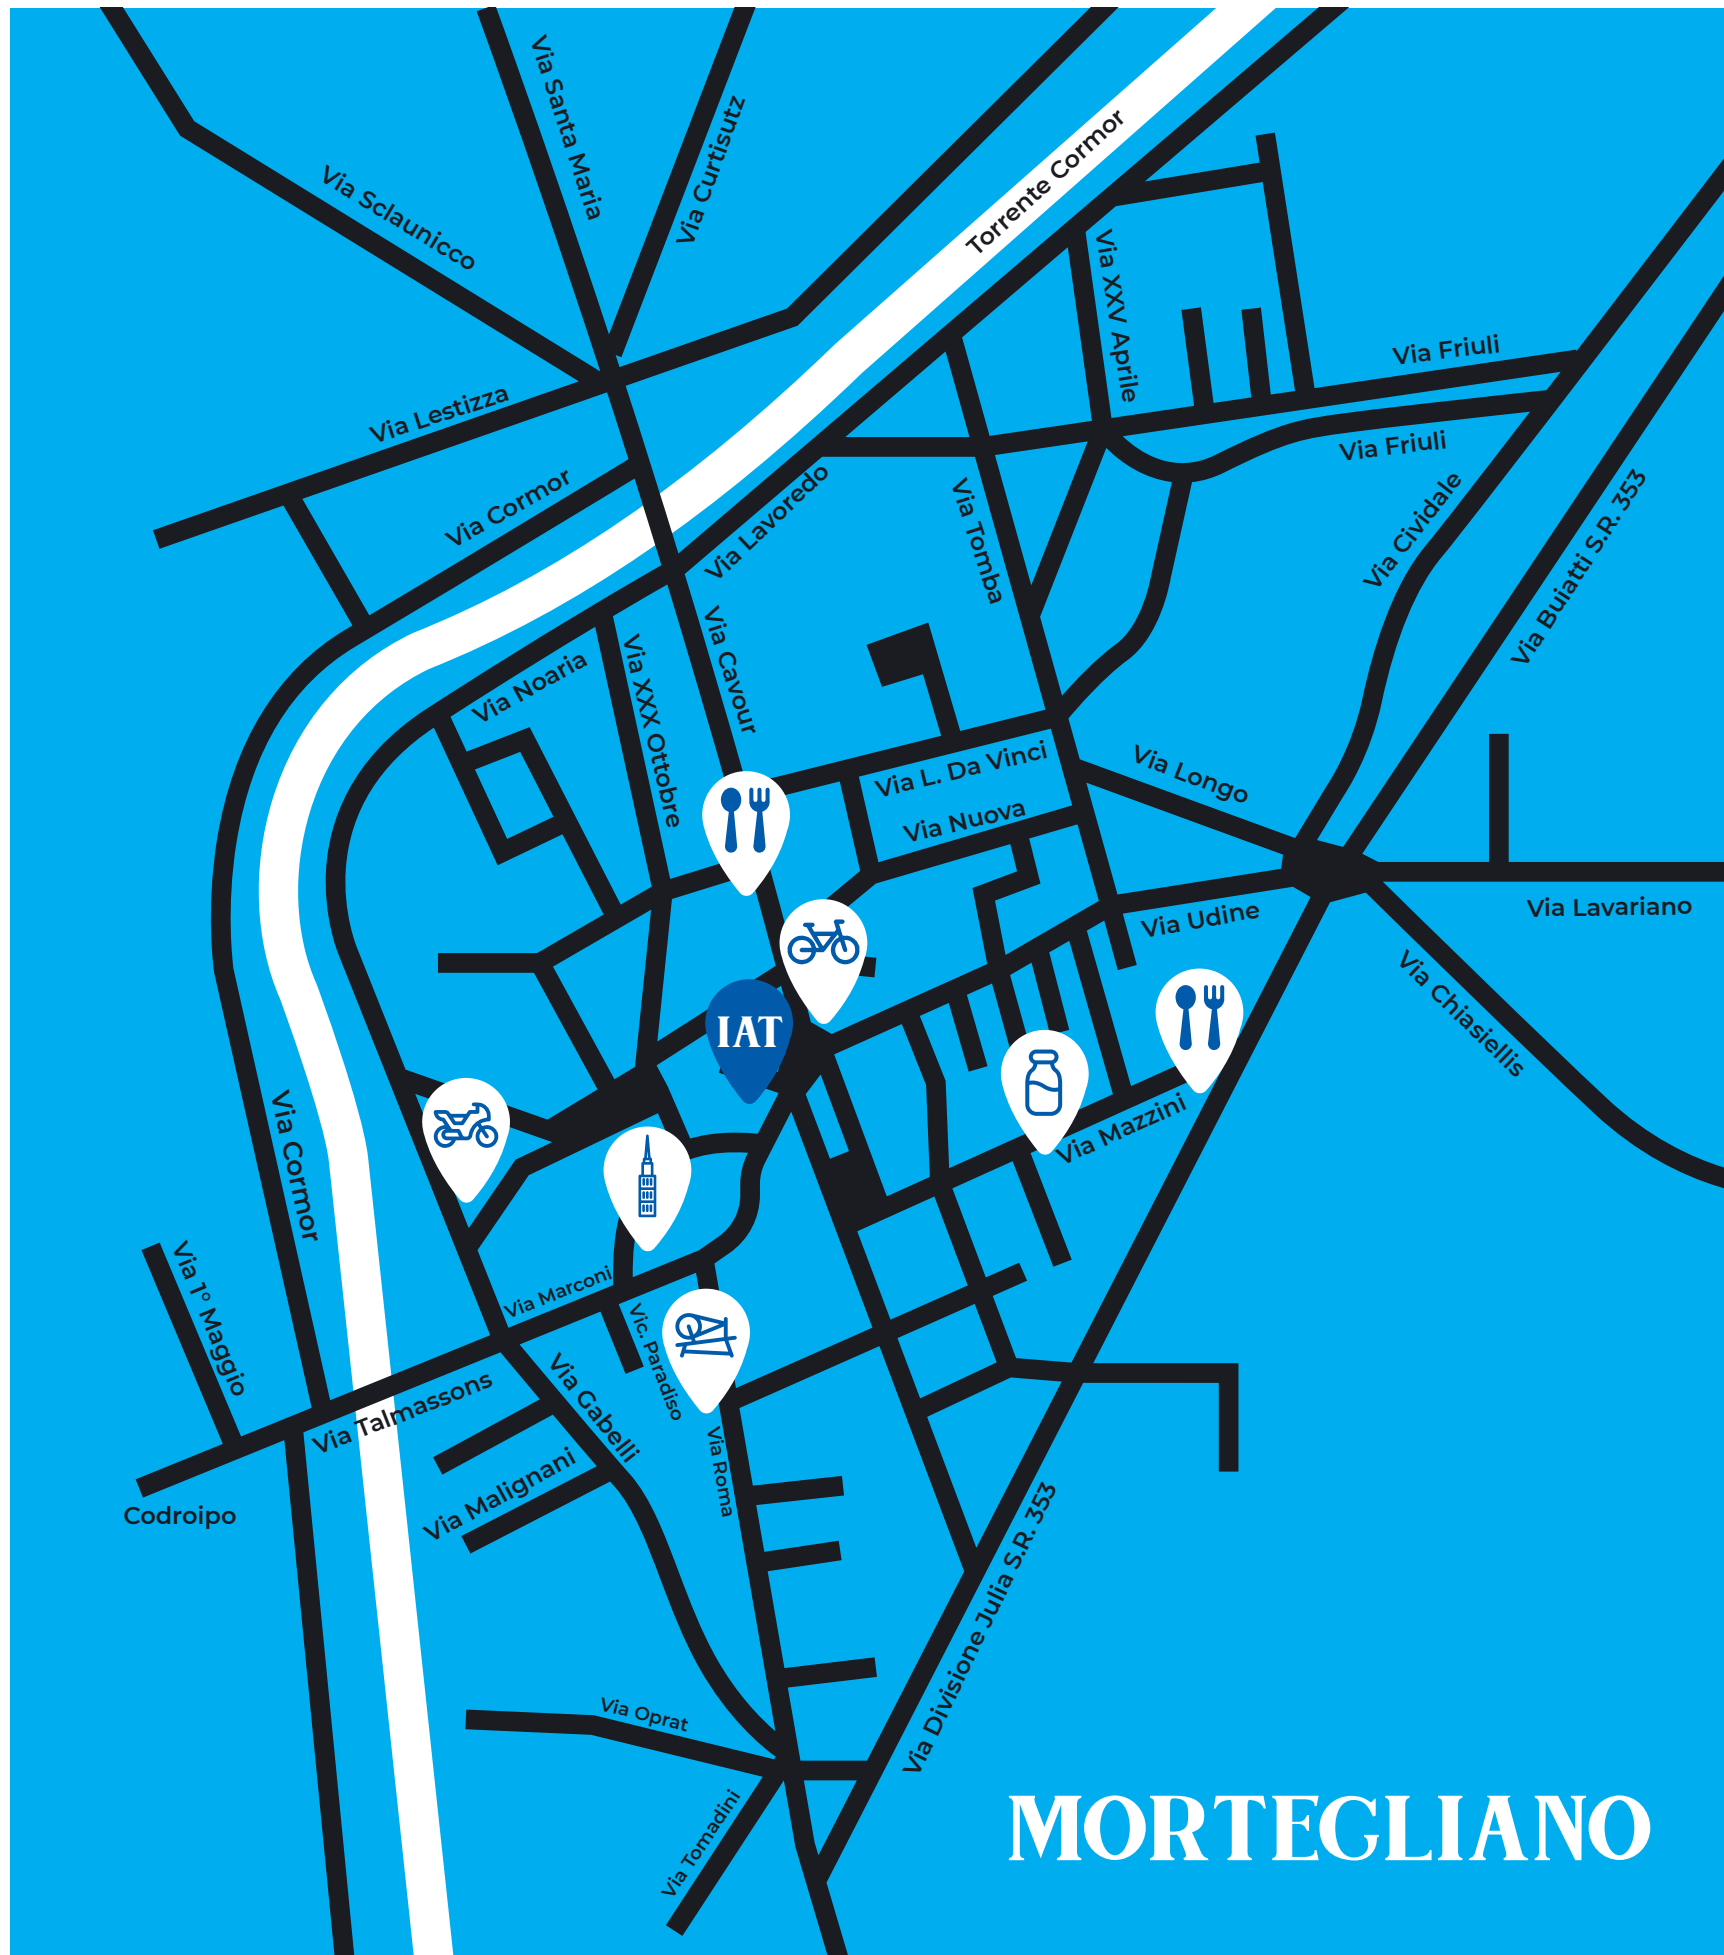 Via Santa Maria
Via Curtisutz
Via Sclaunicco
Torrente Cormor
Via XXV Aprile
Via Friuli
Via Lestizza
Via Friuli
Via Cormor
Via Lavoredo
Via Tomba
Via Cividale
Via Buiatti S.R. 353
Via Noaria
Via XXX Ottobre
Via Cavour
Via L. Da Vinci
Via Longo
Via Nuova
Via Udine
Via Lavariano
Via Chiasiellis
IAT
Via Mazzini
Via Cormor
Via 1° Maggio
Via Marconi
Vic. Paradiso
Via Talmassons
Via Gabelli
Via Roma
Via Malignani
Codroipo
Via Divisione Julia S.R. 353
Via Oprat
Via Tomadini
MORTEGLIANO